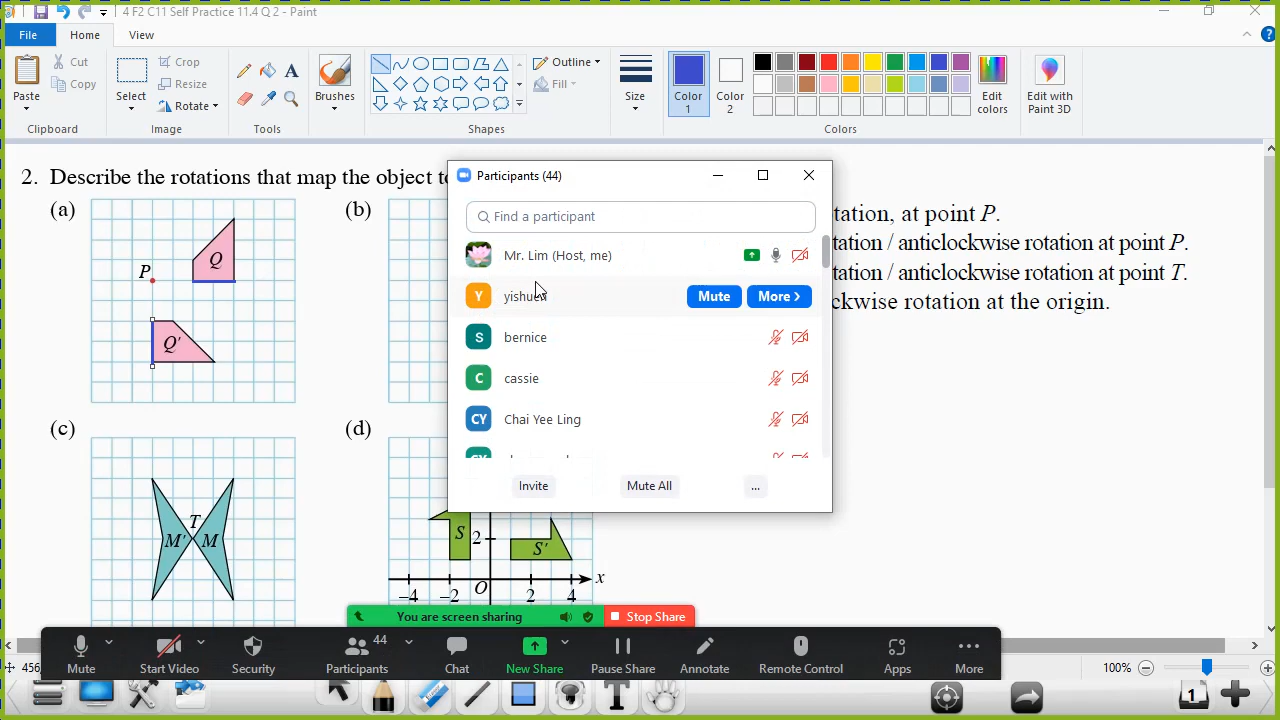 4 F2 C11 Self Practice 11.4 Q 2 - Paint
File Home View
Paste Cut Copy Clipboard
Select Crop Resize Rotate Image
A Tools
Brushes
Shapes Outline Fill
Size
Color 1 Color 2 Edit colors Colors
Edit with Paint 3D
2. Describe the rotations that map the object t
(a) P Q Q′
(b)
tation, at point P.
tation / anticlockwise rotation at point P.
tation / anticlockwise rotation at point T.
ckwise rotation at the origin.
(c) T M′ M
(d) S 2 S′
O x
–4 –2 2 4
Participants (44)
Find a participant
Mr. Lim (Host, me)
Y Mute More
S bernice
C cassie
CY Chai Yee Ling
Invite Mute All ...
You are screen sharing Stop Share
44
Mute Start Video Security Participants Chat New Share Pause Share Annotate Remote Control Apps More
456
100%
T 1